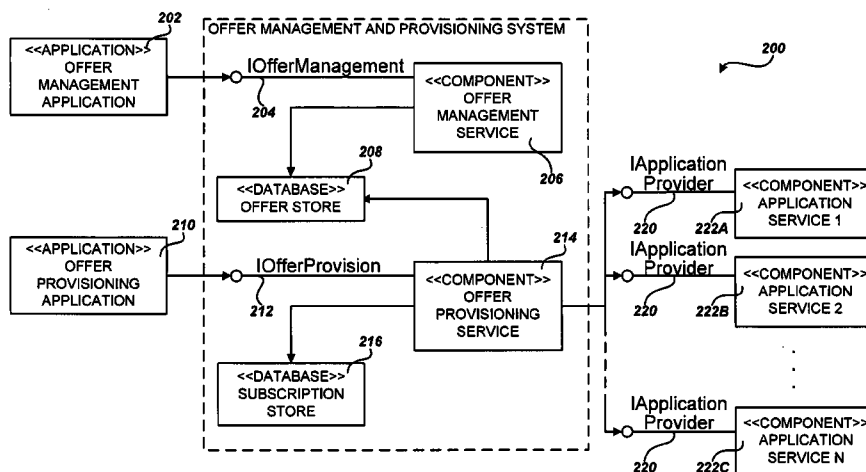 202
<<APPLICATION>>
OFFER
MANAGEMENT
APPLICATION
OFFER MANAGEMENT AND PROVISIONING SYSTEM
IOfferManagement
204
<<COMPONENT>>
OFFER
MANAGEMENT
SERVICE
206
200
208
<<DATABASE>>
OFFER STORE
210
<<APPLICATION>>
OFFER
PROVISIONING
APPLICATION
IOfferProvision
212
214
<<COMPONENT>>
OFFER
PROVISIONING
SERVICE
216
<<DATABASE>>
SUBSCRIPTION
STORE
IApplication
Provider
220
222A
<<COMPONENT>>
APPLICATION
SERVICE 1
IApplication
Provider
220
222B
<<COMPONENT>>
APPLICATION
SERVICE 2
IApplication
Provider
220
222C
<<COMPONENT>>
APPLICATION
SERVICE N